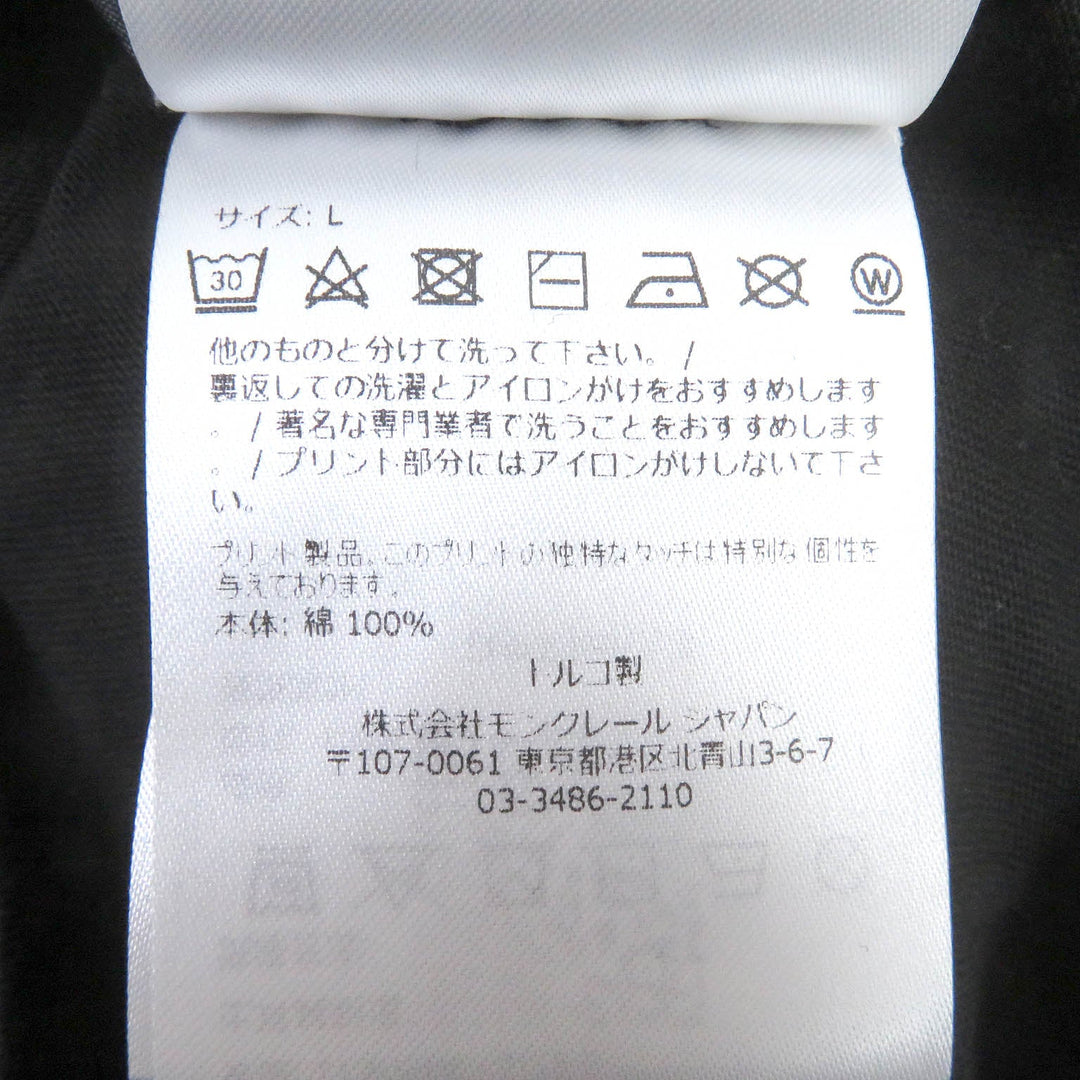 サイズ: L
30
W
他のものと分けて洗って下さい。 /
裏返しての洗濯とアイロンがけをおすすめします
。 / 著名な専門業者で洗うことをおすすめします
。 / プリント部分にはアイロンがけしないで下さ
い。
プリント製品。このプリントの独特なタッチは特別な個性を
与えております。
本体: 綿 100%
トルコ製
株式会社モンクレール ジャパン
〒107-0061 東京都港区北青山3-6-7
03-3486-2110